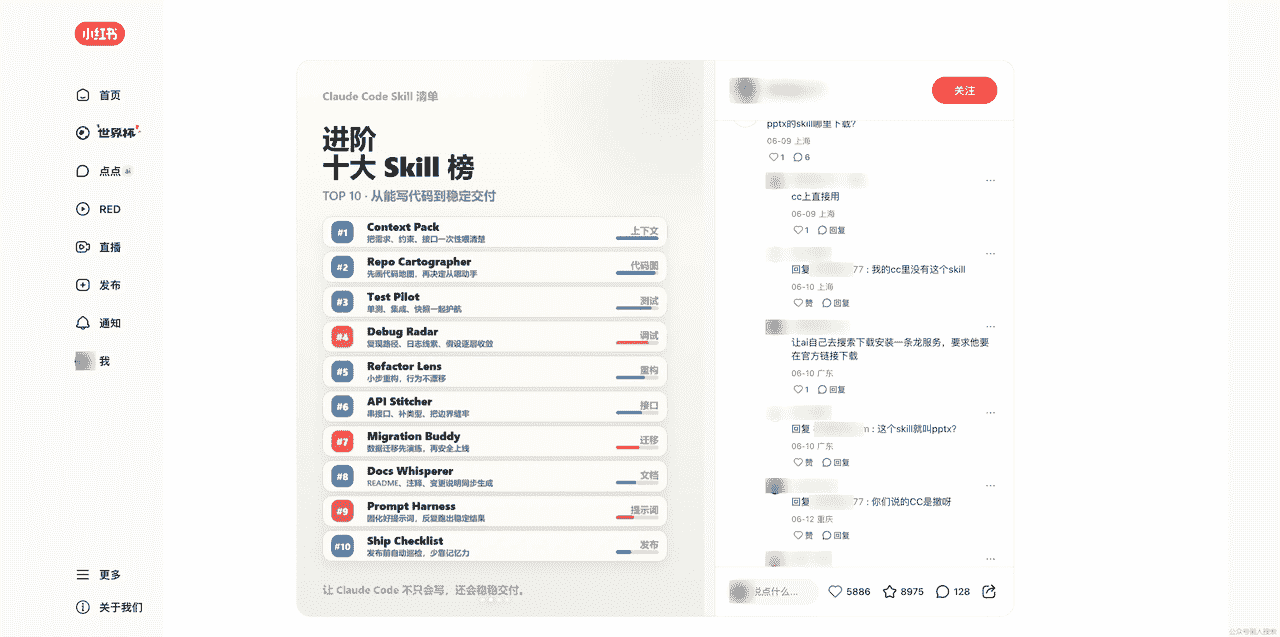 小红书
首页
世界杯
点点 ai
RED
直播
发布
通知
我
更多
关于我们
Claude Code Skill 清单
进阶
十大 Skill 榜
TOP 10 · 从能写代码到稳定交付
#1
Context Pack
把需求、约束、接口一次性喂清楚
上下文
#2
Repo Cartographer
先画代码地图，再决定从哪动手
代码图
#3
Test Pilot
单测、集成、快照一起护航
测试
#4
Debug Radar
复现路径、日志线索、假设逐层收敛
调试
#5
Refactor Lens
小步重构，行为不漂移
重构
#6
API Stitcher
串接口、补类型、把边界缝牢
接口
#7
Migration Buddy
数据迁移先演练，再安全上线
迁移
#8
Docs Whisperer
README、注释、变更说明同步生成
文档
#9
Prompt Harness
固化好提示词，反复跑出稳定结果
提示词
#10
Ship Checklist
发布前自动巡检，少靠记忆力
发布
让 Claude Code 不只会写，还会稳稳交付。
关注
pptx的skill哪里下载?
06-09 上海
1 6
cc上直接用
06-09 上海
1 回复
回复 77 : 我的cc里没有这个skill
06-10 上海
赞 回复
让ai自己去搜索下载安装一条龙服务，要求他要
在官方链接下载
06-10 广东
1 回复
回复 m : 这个skill就叫pptx?
06-10 广东
赞 回复
回复 77 : 你们说的CC是撒呀
06-12 重庆
赞 回复
说点什么...
5886 8975 128